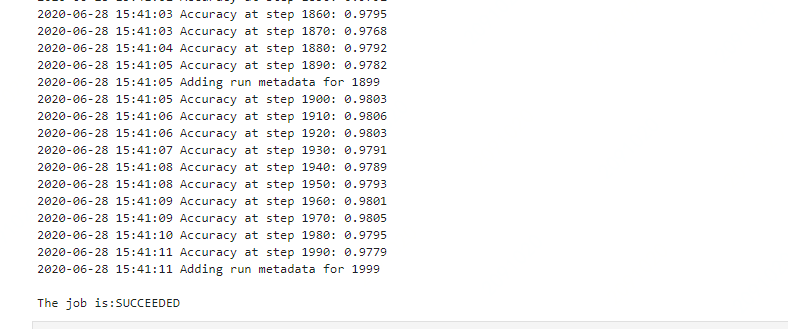 2020-06-28 15:41:03 Accuracy at step 1860: 0.9795
2020-06-28 15:41:03 Accuracy at step 1870: 0.9768
2020-06-28 15:41:04 Accuracy at step 1880: 0.9792
2020-06-28 15:41:05 Accuracy at step 1890: 0.9782
2020-06-28 15:41:05 Adding run metadata for 1899
2020-06-28 15:41:05 Accuracy at step 1900: 0.9803
2020-06-28 15:41:06 Accuracy at step 1910: 0.9806
2020-06-28 15:41:06 Accuracy at step 1920: 0.9803
2020-06-28 15:41:07 Accuracy at step 1930: 0.9791
2020-06-28 15:41:08 Accuracy at step 1940: 0.9789
2020-06-28 15:41:08 Accuracy at step 1950: 0.9793
2020-06-28 15:41:09 Accuracy at step 1960: 0.9801
2020-06-28 15:41:09 Accuracy at step 1970: 0.9805
2020-06-28 15:41:10 Accuracy at step 1980: 0.9795
2020-06-28 15:41:11 Accuracy at step 1990: 0.9779
2020-06-28 15:41:11 Adding run metadata for 1999
The job is:SUCCEEDED